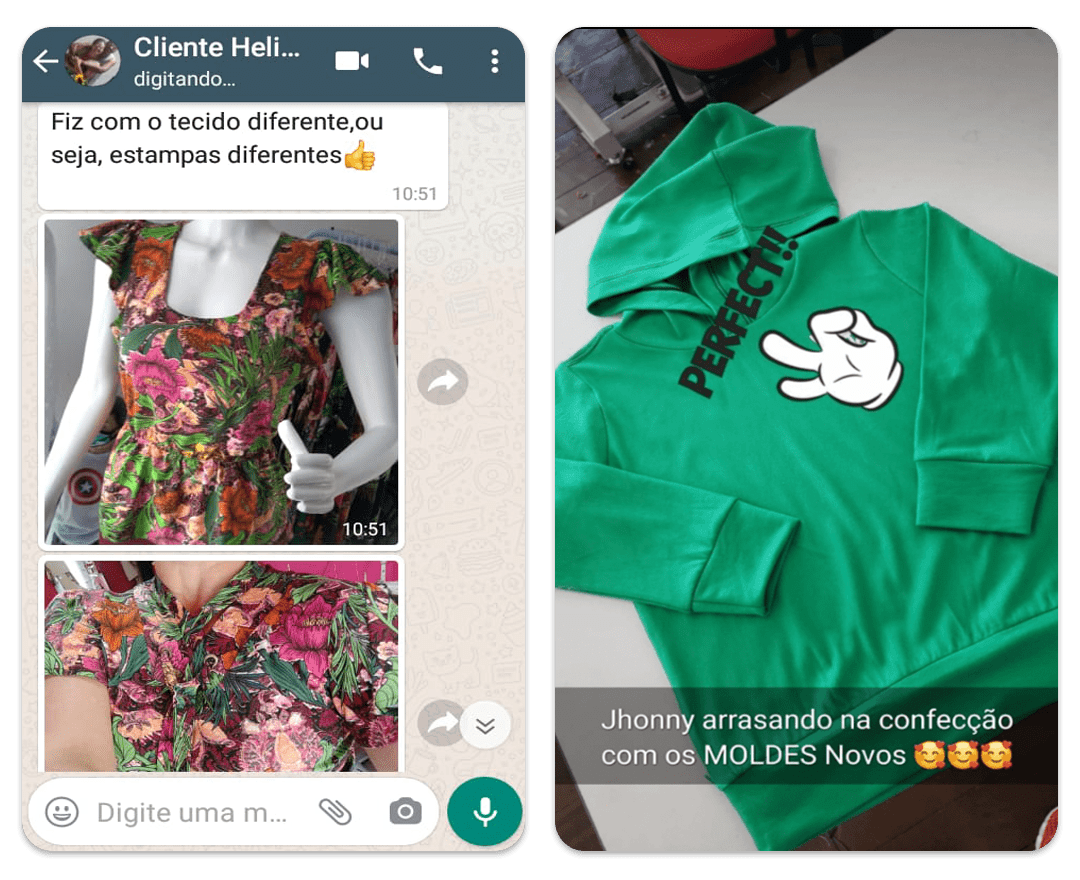 Cliente Heli...
digitando...
Fiz com o tecido diferente,ou
seja, estampas diferentes👍
10:51
10:51
Digite uma m...
PERFECT!!
Jhonny arrasando na confecção
com os MOLDES Novos 🥰🥰🥰